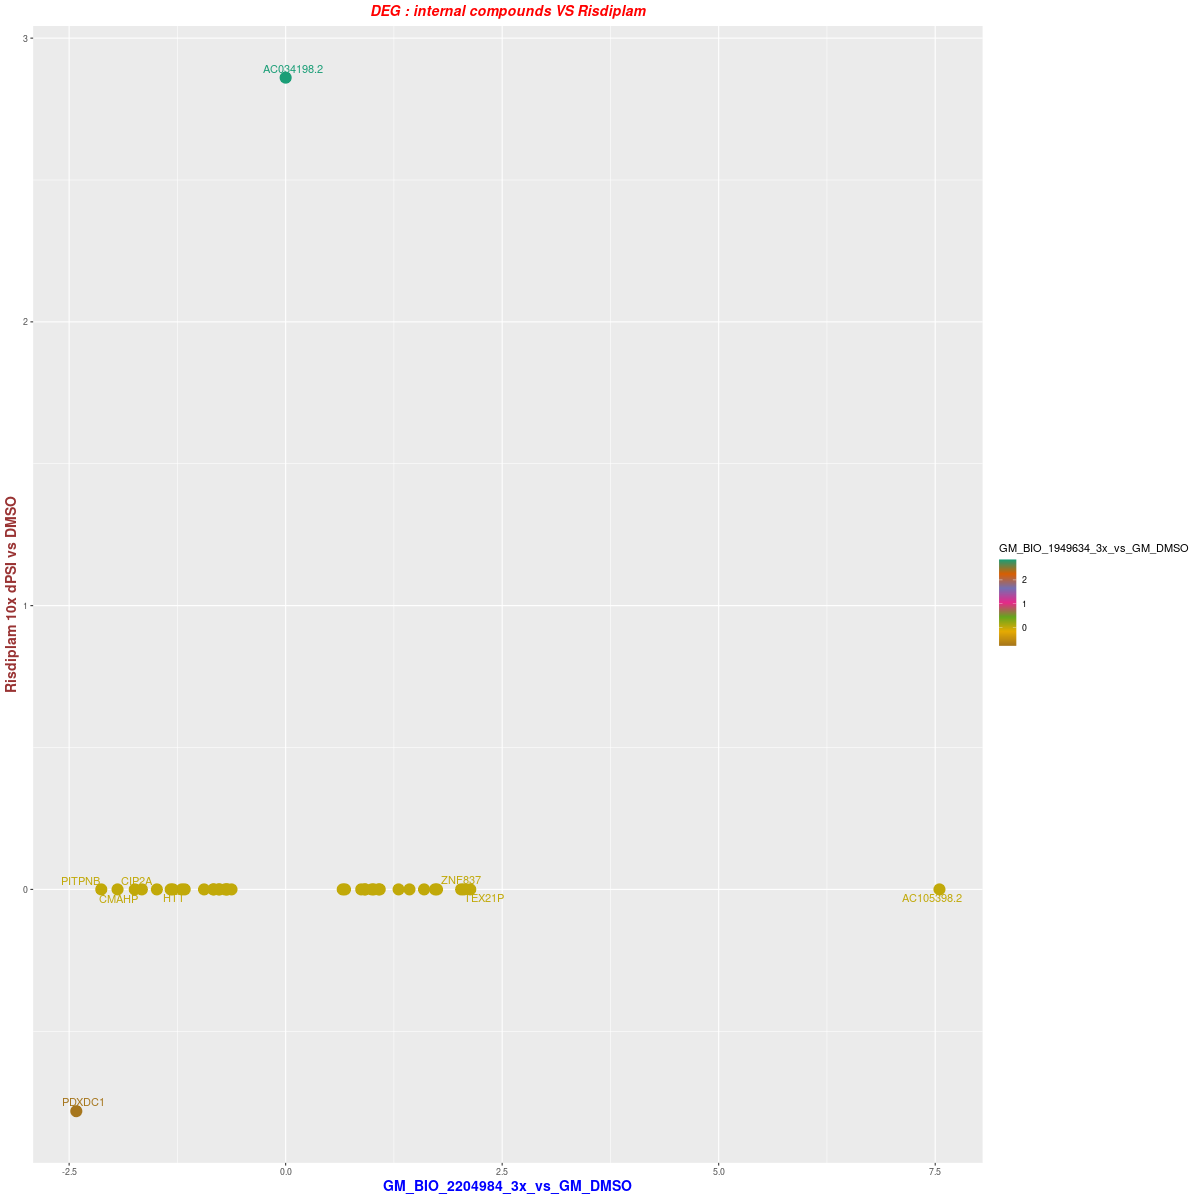 DEG : internal compounds VS Risdiplam
3
AC034198.2
2
Risdiplam 10x dPSI vs DMSO
GM_BIO_1949634_3x_vs_GM_DMSO
2
1
0
1
PITPNB
CIP2A
ZNF837
0
CMAHP
HTT
TEX21P
AC105398.2
PDXDC1
-2.5
0.0
2.5
5.0
7.5
GM_BIO_2204984_3x_vs_GM_DMSO